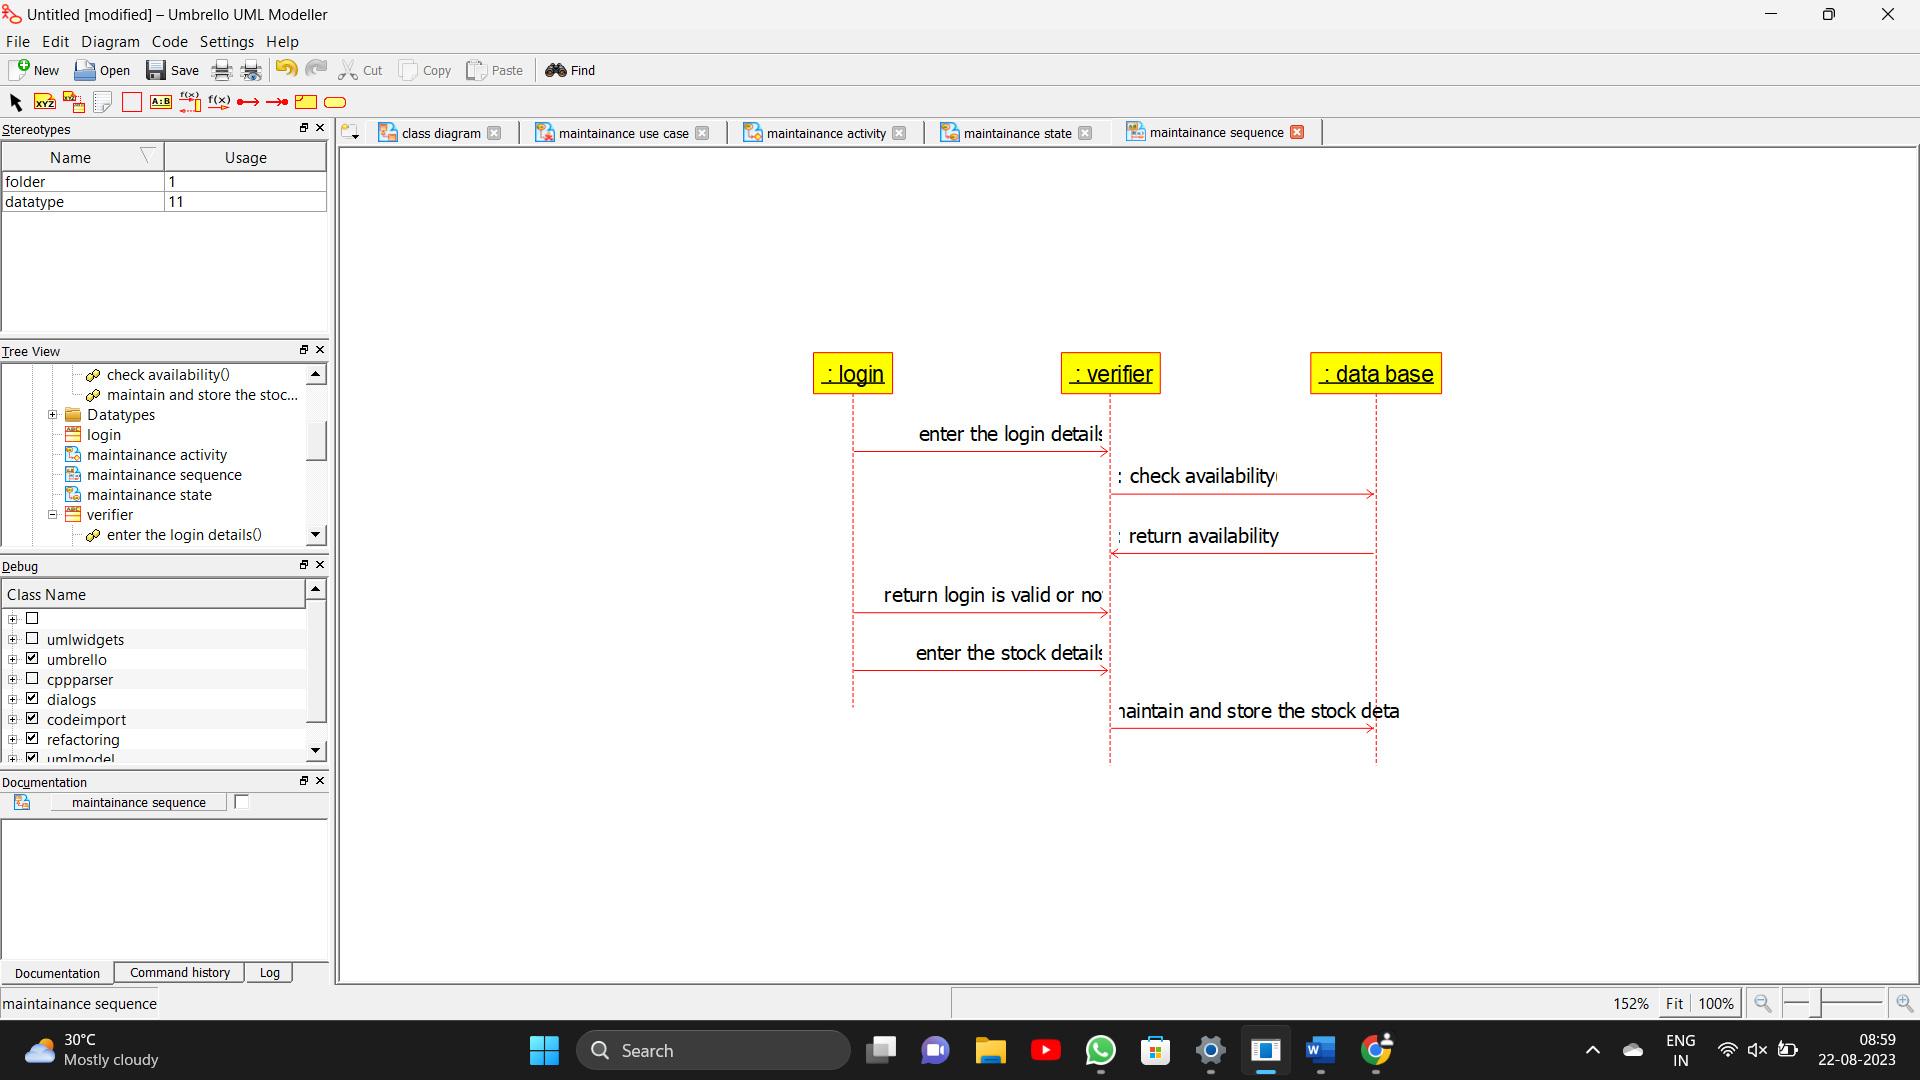 Untitled [modified] – Umbrello UML Modeller
File Edit Diagram Code Settings Help
New Open Save Cut Copy Paste Find
XYZ A:B f(x) f(x)
Stereotypes
Name Usage
folder 1
datatype 11
class diagram maintainance use case maintainance activity maintainance state maintainance sequence
Tree View
check availability()
maintain and store the stoc...
Datatypes
login
maintainance activity
maintainance sequence
maintainance state
verifier
enter the login details()
Debug
Class Name
umlwidgets
umbrello
cppparser
dialogs
codeimport
refactoring
umlmodel
Documentation
maintainance sequence
Documentation Command history Log
: login : verifier : data base
enter the login details
: check availability(
: return availability
return login is valid or no
enter the stock details
aintain and store the stock deta
maintainance sequence
152% Fit 100%
30°C
Mostly cloudy
Search
ENG
IN
08:59
22-08-2023